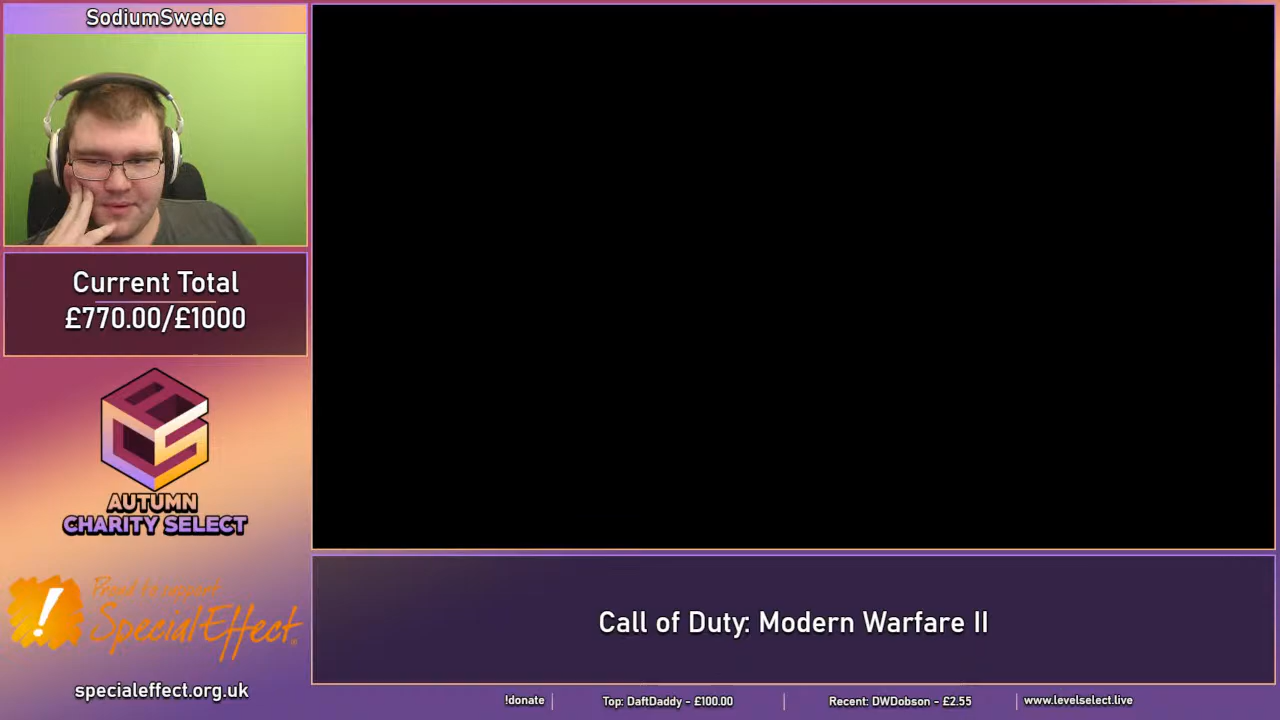 SodiumSwede
Current Total
£770.00/£1000
AUTUMN
CHARITY SELECT
Proud to support
SpecialEffect
specialeffect.org.uk
Call of Duty: Modern Warfare II
!donate
Top: DaftDaddy - £100.00
Recent: DWDobson - £2.55
www.levelselect.live